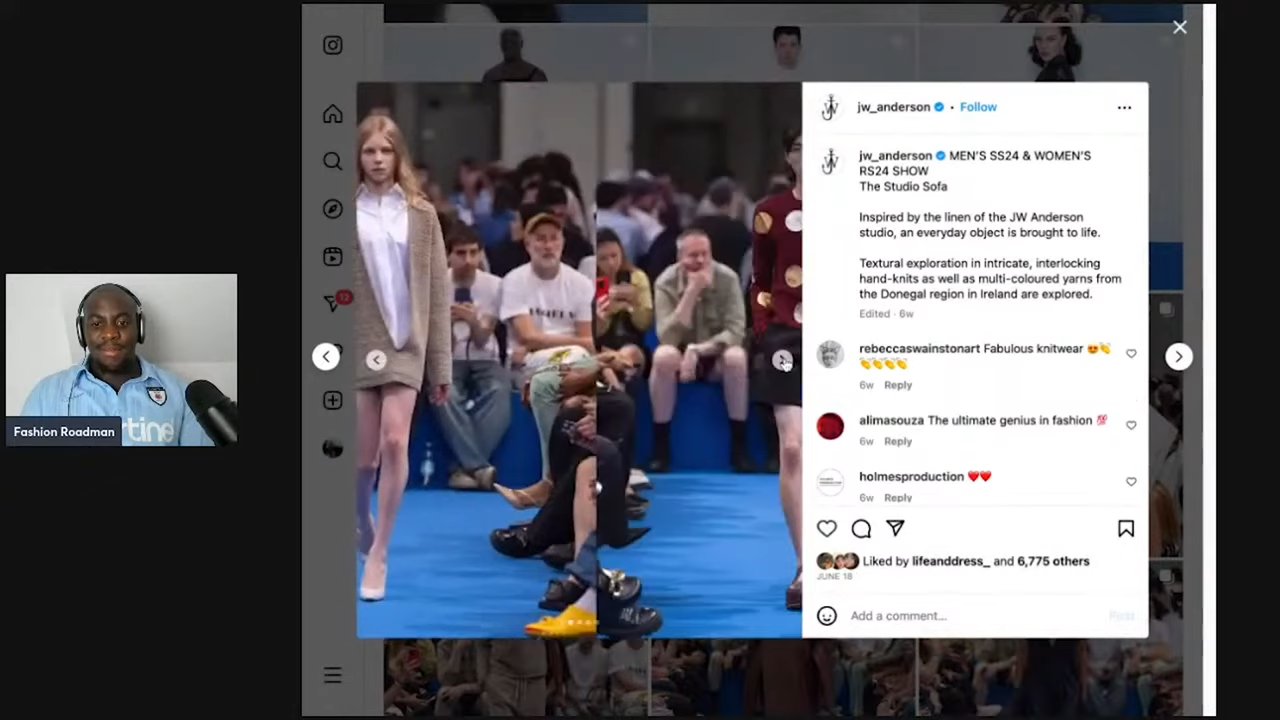 jw_anderson • Follow
jw_anderson MEN'S SS24 & WOMEN'S
RS24 SHOW
The Studio Sofa
Inspired by the linen of the JW Anderson
studio, an everyday object is brought to life.
Textural exploration in intricate, interlocking
hand-knits as well as multi-coloured yarns from
the Donegal region in Ireland are explored.
Edited · 6w
rebeccaswainstonart Fabulous knitwear 😍👏
👏👏👏👏
6w Reply
alimasouza The ultimate genius in fashion 💯
6w Reply
holmesproduction ❤️❤️
6w Reply
Liked by lifeanddress_ and 6,775 others
JUNE 18
Add a comment...
Post
12
Fashion Roadman